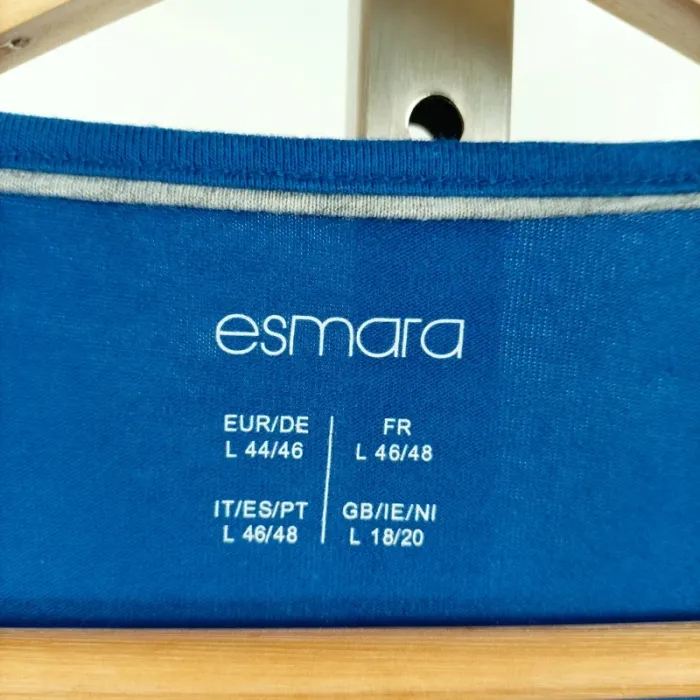 esmara
EUR/DE
L 44/46
FR
L 46/48
IT/ES/PT
L 46/48
GB/IE/NI
L 18/20